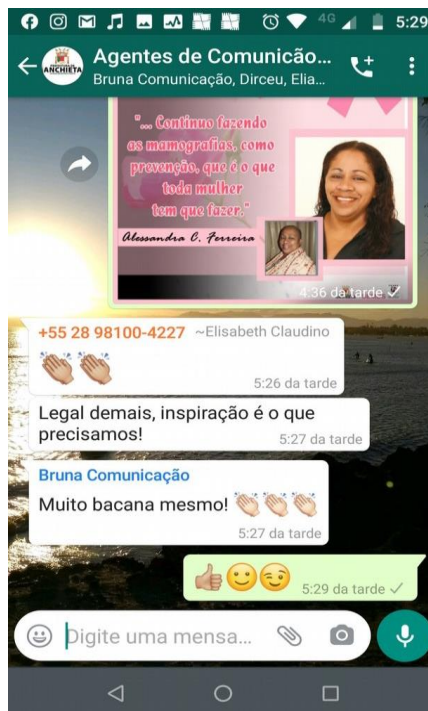 4G 5:29
ANCHIETA
Agentes de Comunicão...
Bruna Comunicação, Dirceu, Elia...
"... Continuo fazendo
as mamografias, como
prevenção, que é o que
toda mulher
tem que fazer."
Alessandra C. Ferreira
4:36 da tarde
+55 28 98100-4227 ~Elisabeth Claudino
5:26 da tarde
Legal demais, inspiração é o que
precisamos!
5:27 da tarde
Bruna Comunicação
Muito bacana mesmo!
5:27 da tarde
5:29 da tarde
Digite uma mensa...